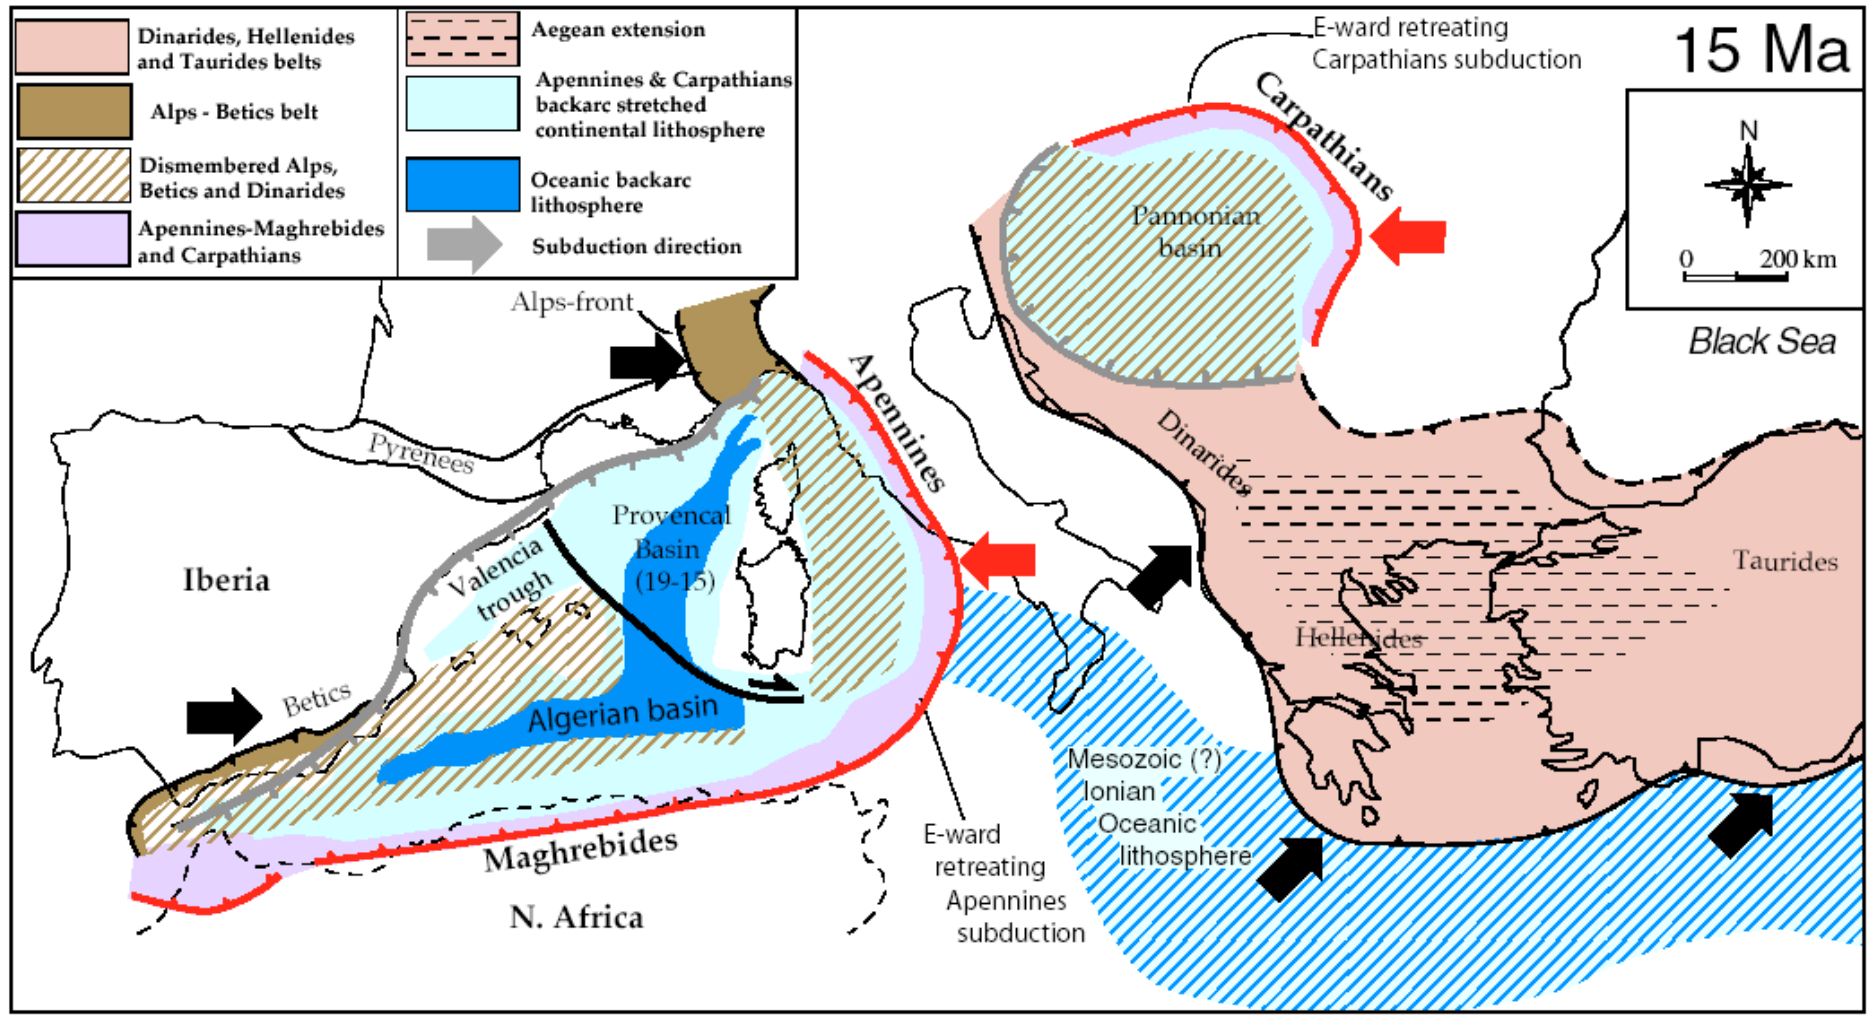 Dinarides, Hellenides
and Taurides belts
Alps - Betics belt
Dismembered Alps,
Betics and Dinarides
Apennines-Maghrebides
and Carpathians
Aegean extension
Apennines & Carpathians
backarc stretched
continental lithosphere
Oceanic backarc
lithosphere
Subduction direction
E-ward retreating
Carpathians subduction
15 Ma
N
0 200 km
Black Sea
Carpathians
Pannonian
basin
Alps-front
Apennines
Pyrenees
Dinarides
Provencal
Basin
(19-15)
Valencia
trough
Iberia
Taurides
Hellenides
Betics
Algerian basin
Mesozoic (?)
Ionian
Oceanic
lithosphere
Maghrebides
E-ward
retreating
Apennines
subduction
N. Africa